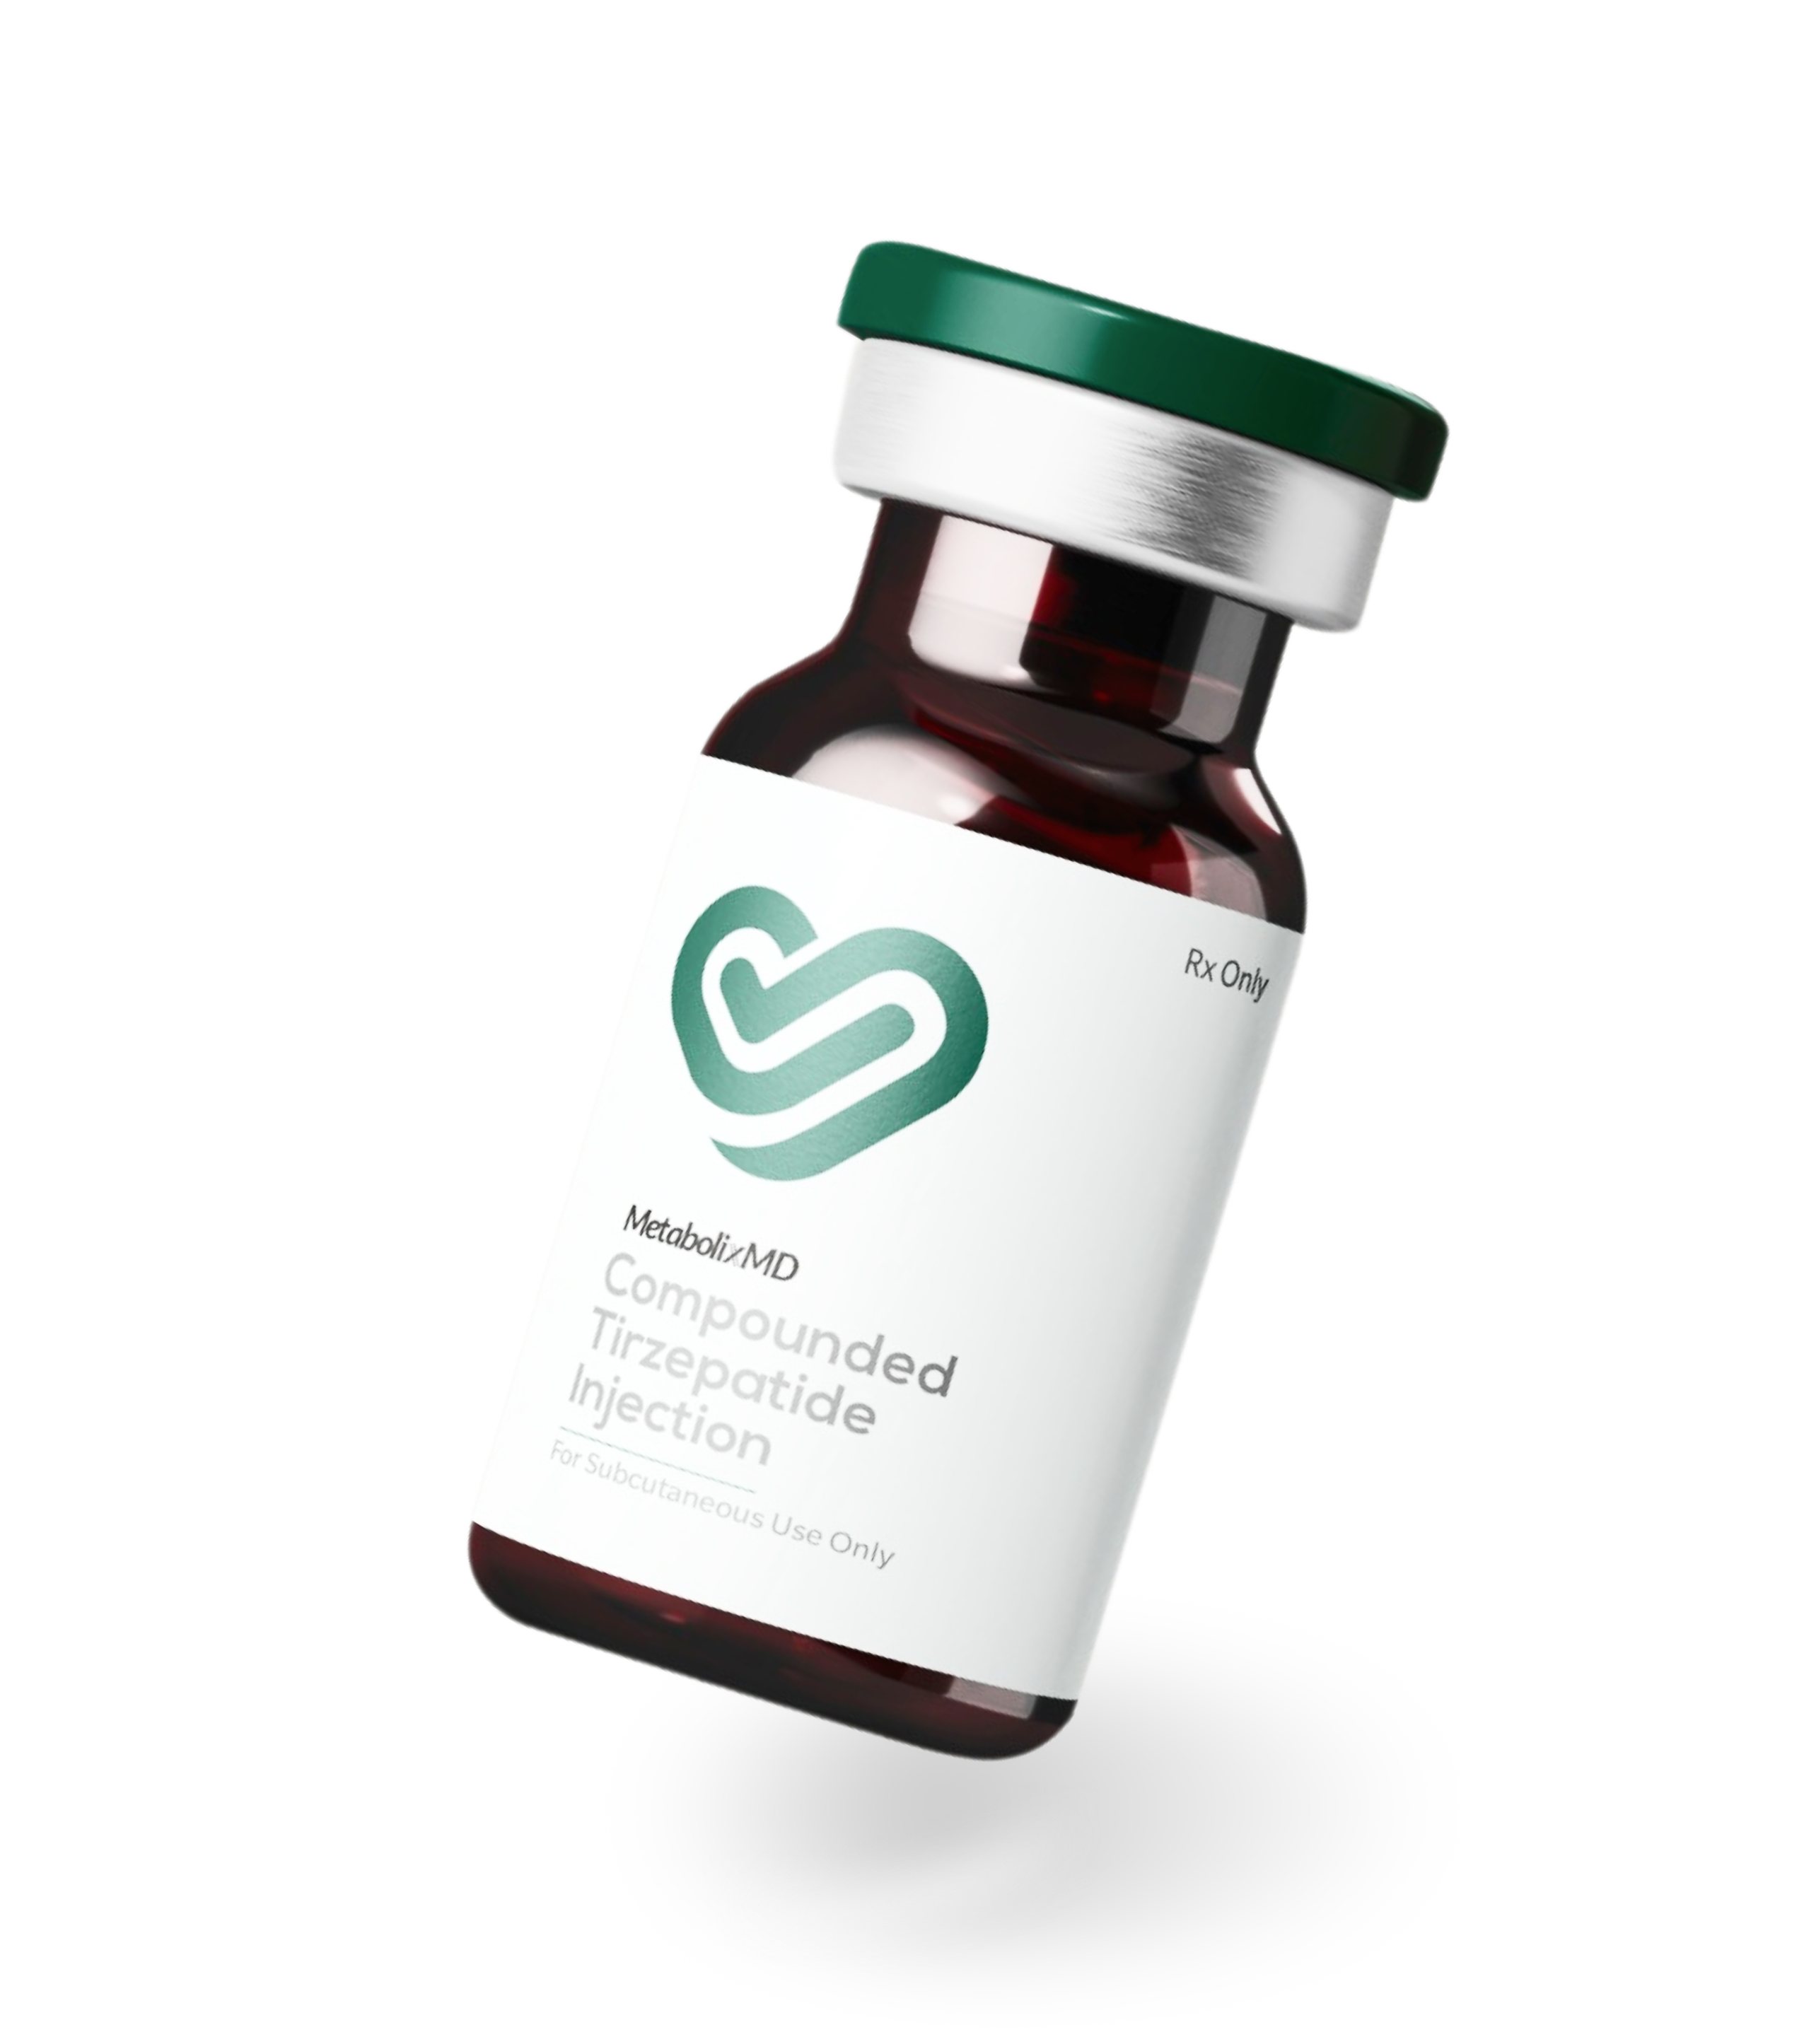 Rx Only
MetabolixMD
Compounded
Tirzepatide
Injection
For Subcutaneous Use Only